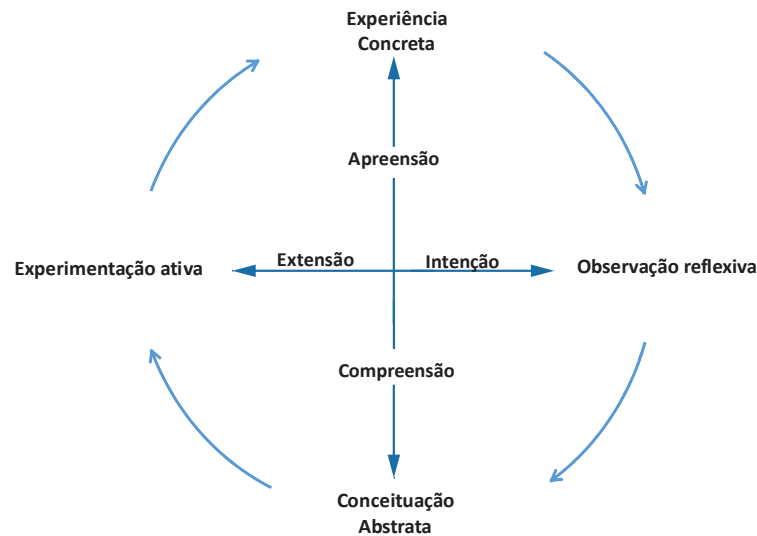 Experiência
Concreta
Apreensão
Experimentação ativa
Extensão
Intenção
Observação reflexiva
Compreensão
Conceituação
Abstrata